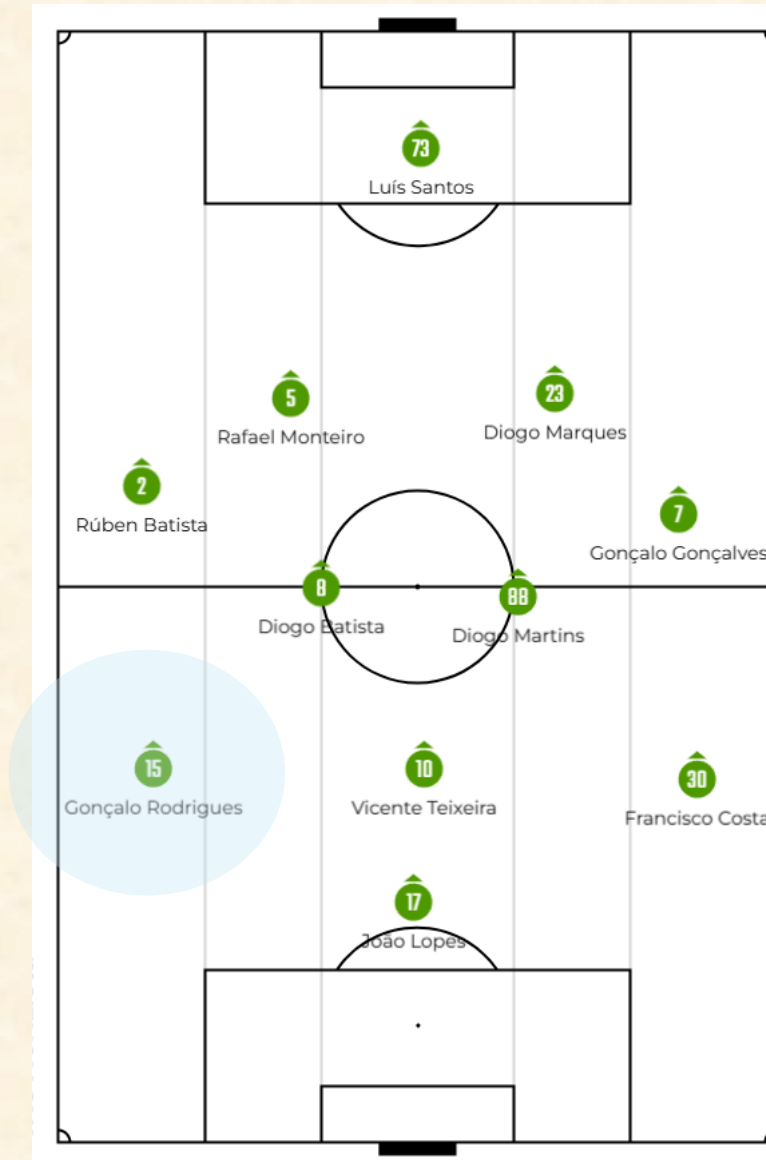 73
Luís Santos
5
Rafael Monteiro
23
Diogo Marques
2
Rúben Batista
7
Gonçalo Gonçalves
8
Diogo Batista
88
Diogo Martins
15
Gonçalo Rodrigues
10
Vicente Teixeira
30
Francisco Costa
17
João Lopes